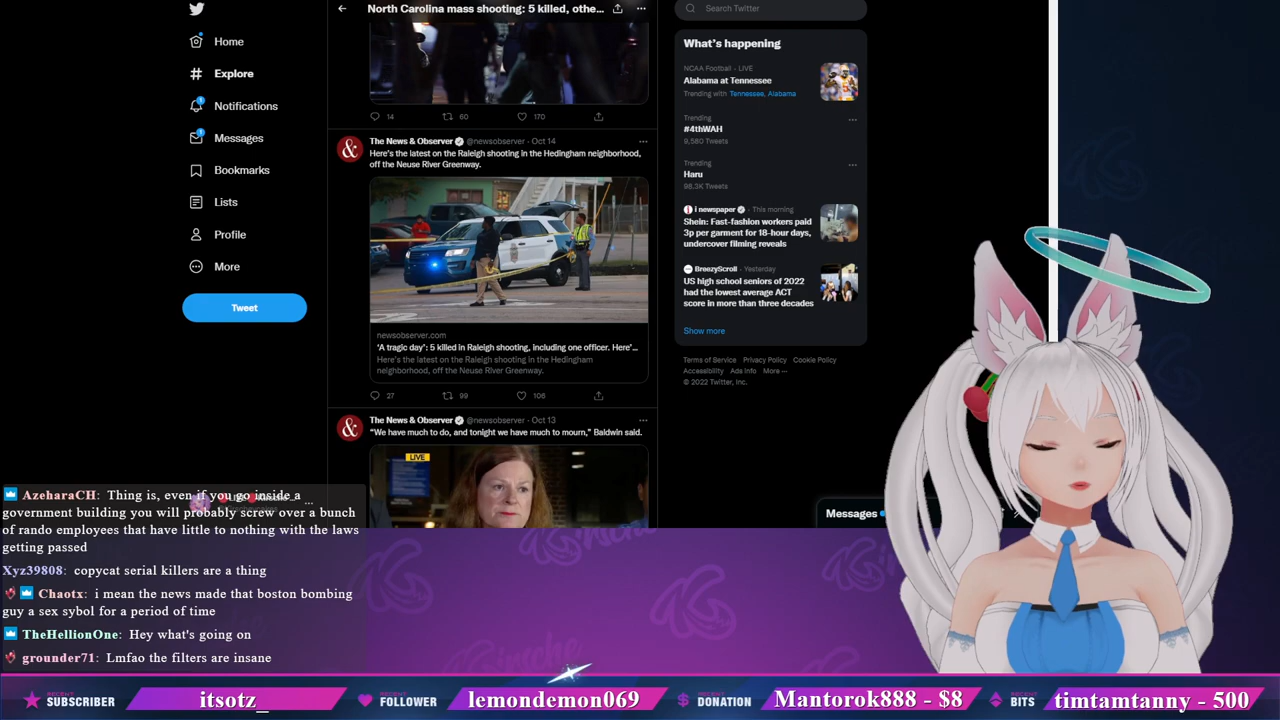 North Carolina mass shooting: 5 killed, othe...
Search Twitter
Home
Explore
Notifications
Messages
Bookmarks
Lists
Profile
More
Tweet
14
60
170
The News & Observer @newsobserver · Oct 14
Here's the latest on the Raleigh shooting in the Hedingham neighborhood,
off the Neuse River Greenway.
newsobserver.com
'A tragic day': 5 killed in Raleigh shooting, including one officer. Here'...
Here's the latest on the Raleigh shooting in the Hedingham
neighborhood, off the Neuse River Greenway.
27
99
108
The News & Observer @newsobserver · Oct 13
"We have much to do, and tonight we have much to mourn," Baldwin said.
LIVE
What's happening
NCAA Football · LIVE
Alabama at Tennessee
Trending with Tennessee, Alabama
Trending
#4thWAH
9,580 Tweets
Trending
Haru
98.3K Tweets
i newspaper · This morning
Shein: Fast-fashion workers paid
3p per garment for 18-hour days,
undercover filming reveals
BreezyScroll · Yesterday
US high school seniors of 2022
had the lowest average ACT
score in more than three decades
Show more
Terms of Service Privacy Policy Cookie Policy
Accessibility Ads Info More ···
© 2022 Twitter, Inc.
Messages
AzeharaCH: Thing is, even if you go inside a
government building you will probably screw over a bunch
of rando employees that have little to nothing with the laws
getting passed
Xyz39808: copycat serial killers are a thing
Chaotx: i mean the news made that boston bombing
guy a sex sybol for a period of time
TheHellionOne: Hey what's going on
grounder71: Lmfao the filters are insane
RECENT
SUBSCRIBER
itsotz_
RECENT
FOLLOWER
lemondemon069
RECENT
DONATION
Mantorok888 - $8
RECENT
BITS
timtamtanny - 500